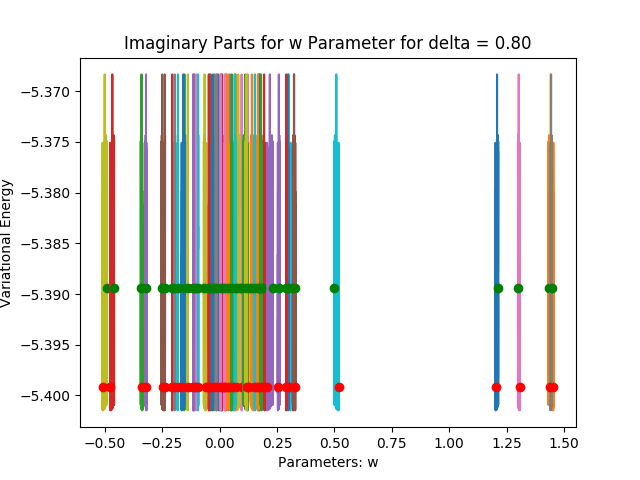 Imaginary Parts for w Parameter for delta = 0.80
Variational Energy
−5.370
−5.375
−5.380
−5.385
−5.390
−5.395
−5.400
−0.50 −0.25 0.00 0.25 0.50 0.75 1.00 1.25 1.50
Parameters: w